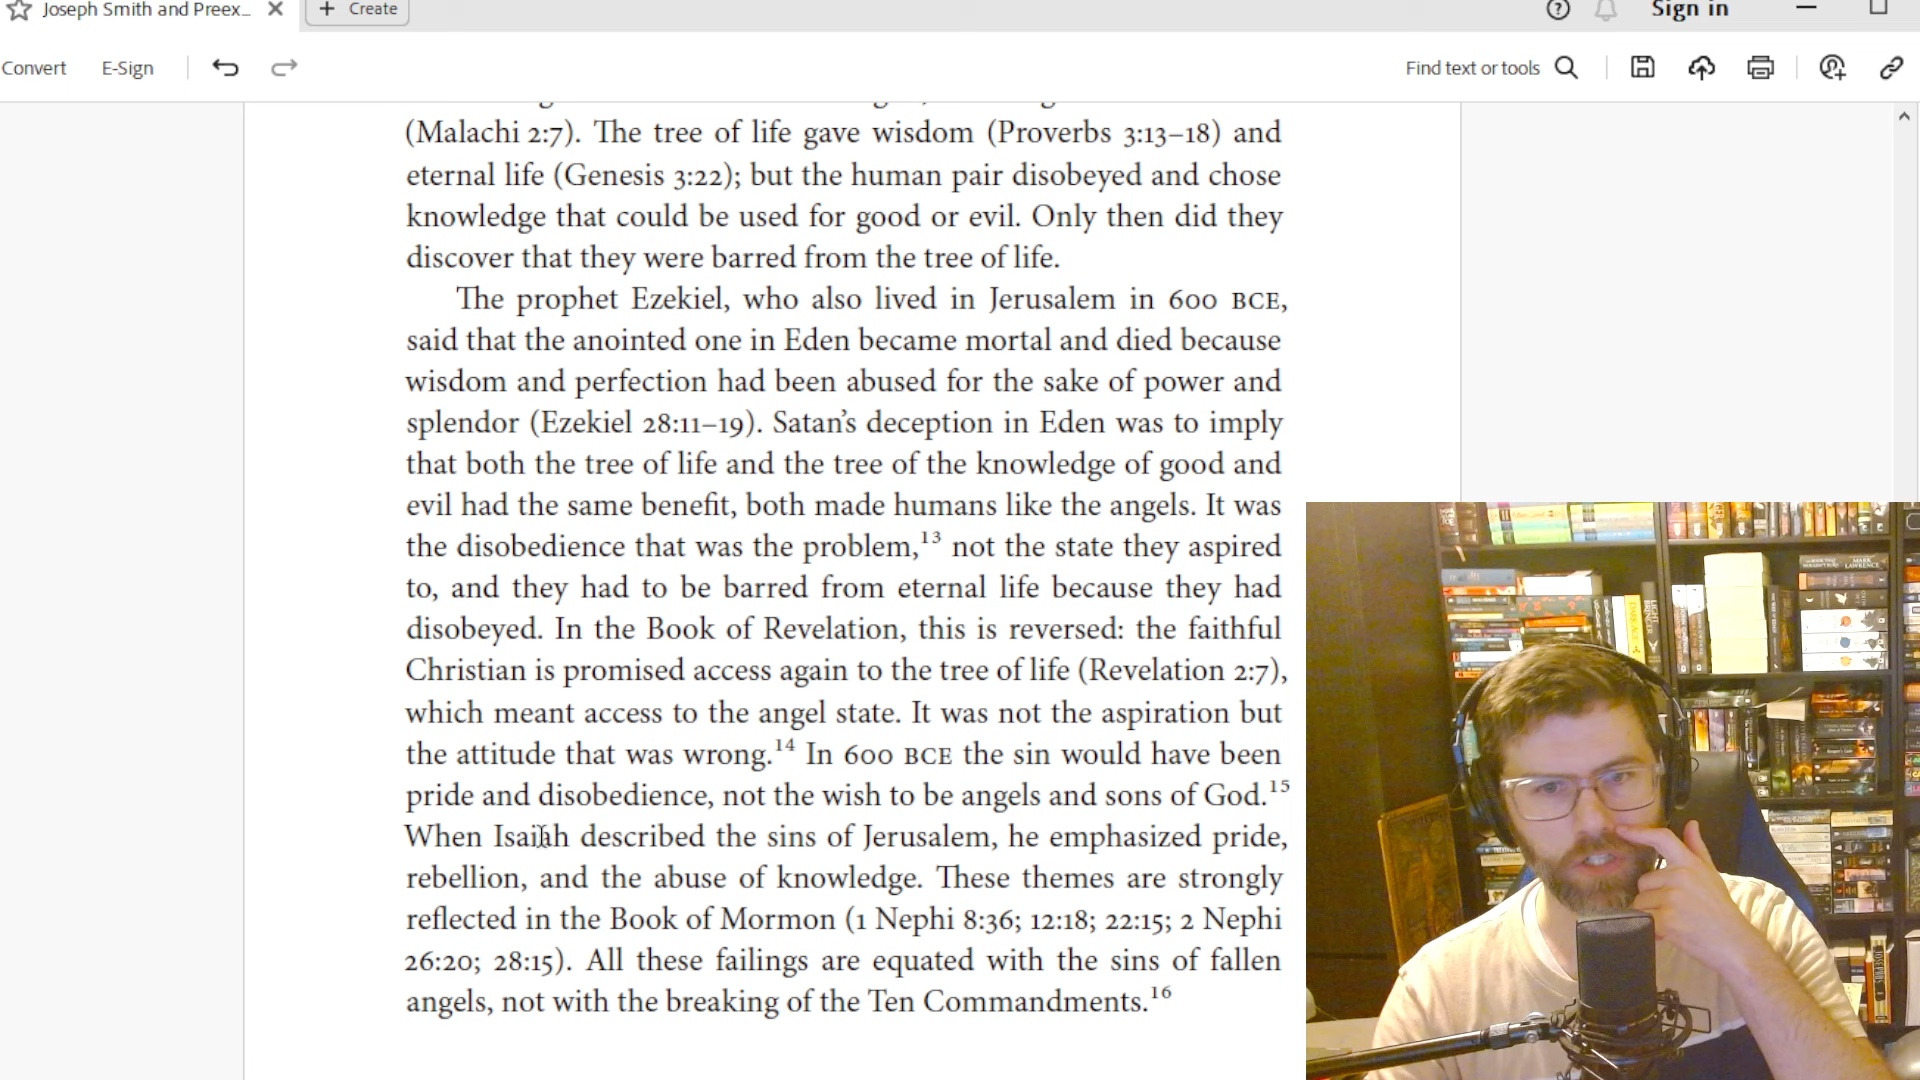 Joseph Smith and Preex...
Create
Sign in
Convert
E-Sign
Find text or tools
(Malachi 2:7). The tree of life gave wisdom (Proverbs 3:13–18) and
eternal life (Genesis 3:22); but the human pair disobeyed and chose
knowledge that could be used for good or evil. Only then did they
discover that they were barred from the tree of life.
The prophet Ezekiel, who also lived in Jerusalem in 600 BCE,
said that the anointed one in Eden became mortal and died because
wisdom and perfection had been abused for the sake of power and
splendor (Ezekiel 28:11–19). Satan’s deception in Eden was to imply
that both the tree of life and the tree of the knowledge of good and
evil had the same benefit, both made humans like the angels. It was
the disobedience that was the problem,13 not the state they aspired
to, and they had to be barred from eternal life because they had
disobeyed. In the Book of Revelation, this is reversed: the faithful
Christian is promised access again to the tree of life (Revelation 2:7),
which meant access to the angel state. It was not the aspiration but
the attitude that was wrong.14 In 600 BCE the sin would have been
pride and disobedience, not the wish to be angels and sons of God.15
When Isaiah described the sins of Jerusalem, he emphasized pride,
rebellion, and the abuse of knowledge. These themes are strongly
reflected in the Book of Mormon (1 Nephi 8:36; 12:18; 22:15; 2 Nephi
26:20; 28:15). All these failings are equated with the sins of fallen
angels, not with the breaking of the Ten Commandments.16